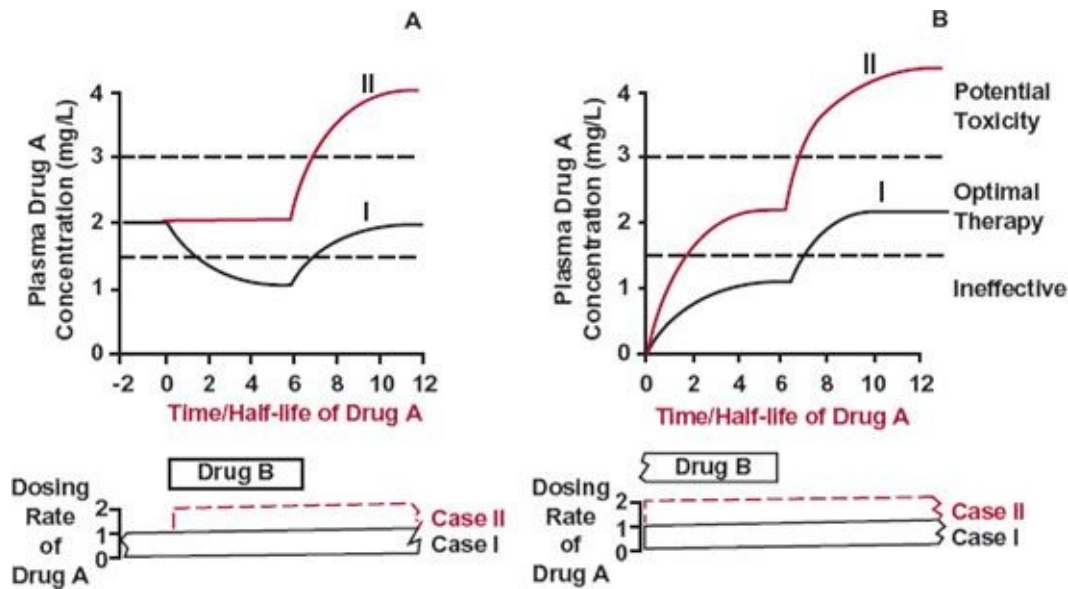 A
Plasma Drug A
Concentration (mg/L)
4
3
2
1
0
II
I
-2 0 2 4 6 8 10 12
Time/Half-life of Drug A
Drug B
Dosing
Rate
of
Drug A
2
1
0
Case II
Case I
B
Plasma Drug A
Concentration (mg/L)
4
3
2
1
0
II
I
Potential
Toxicity
Optimal
Therapy
Ineffective
0 2 4 6 8 10 12
Time/Half-life of Drug A
Drug B
Dosing
Rate
of
Drug A
2
1
0
Case II
Case I